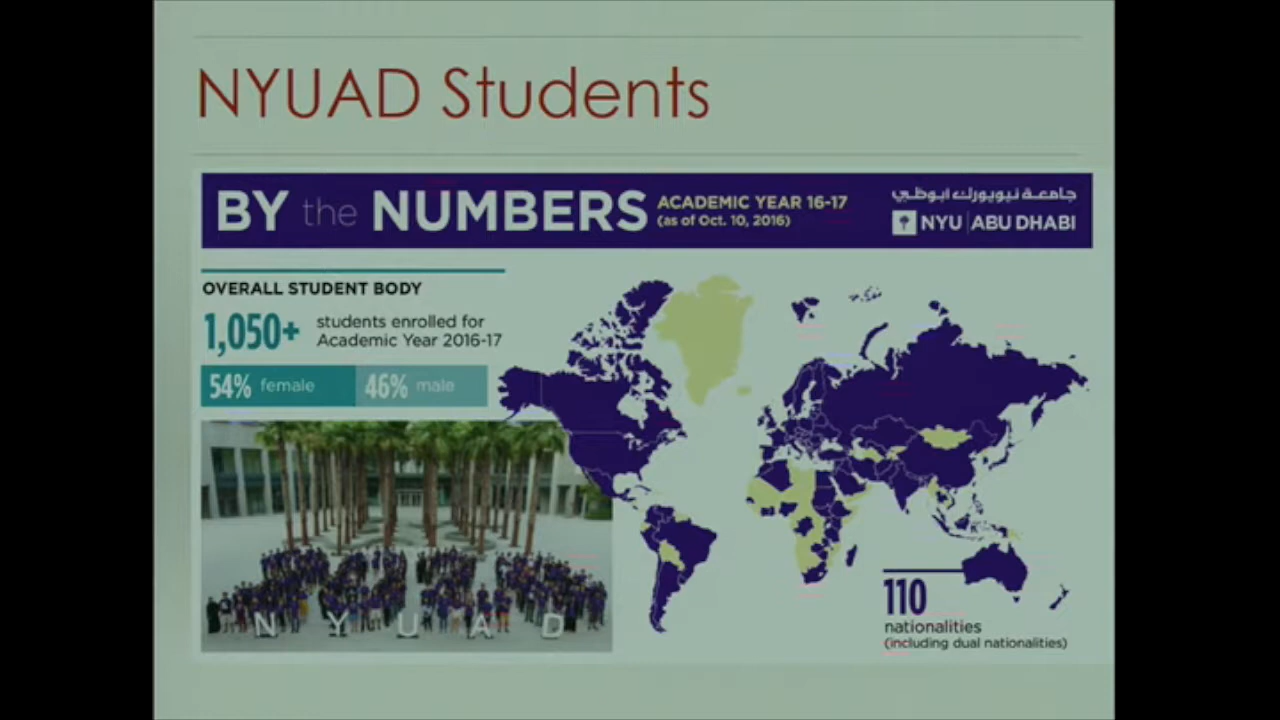 NYUAD Students
BY the NUMBERS
ACADEMIC YEAR 16-17
(as of Oct. 10, 2016)
جامعـة نيويورك أبوظـبي
NYU ABU DHABI
OVERALL STUDENT BODY
1,050+
students enrolled for
Academic Year 2016-17
54% female
46% male
N Y U A D
110
nationalities
(including dual nationalities)